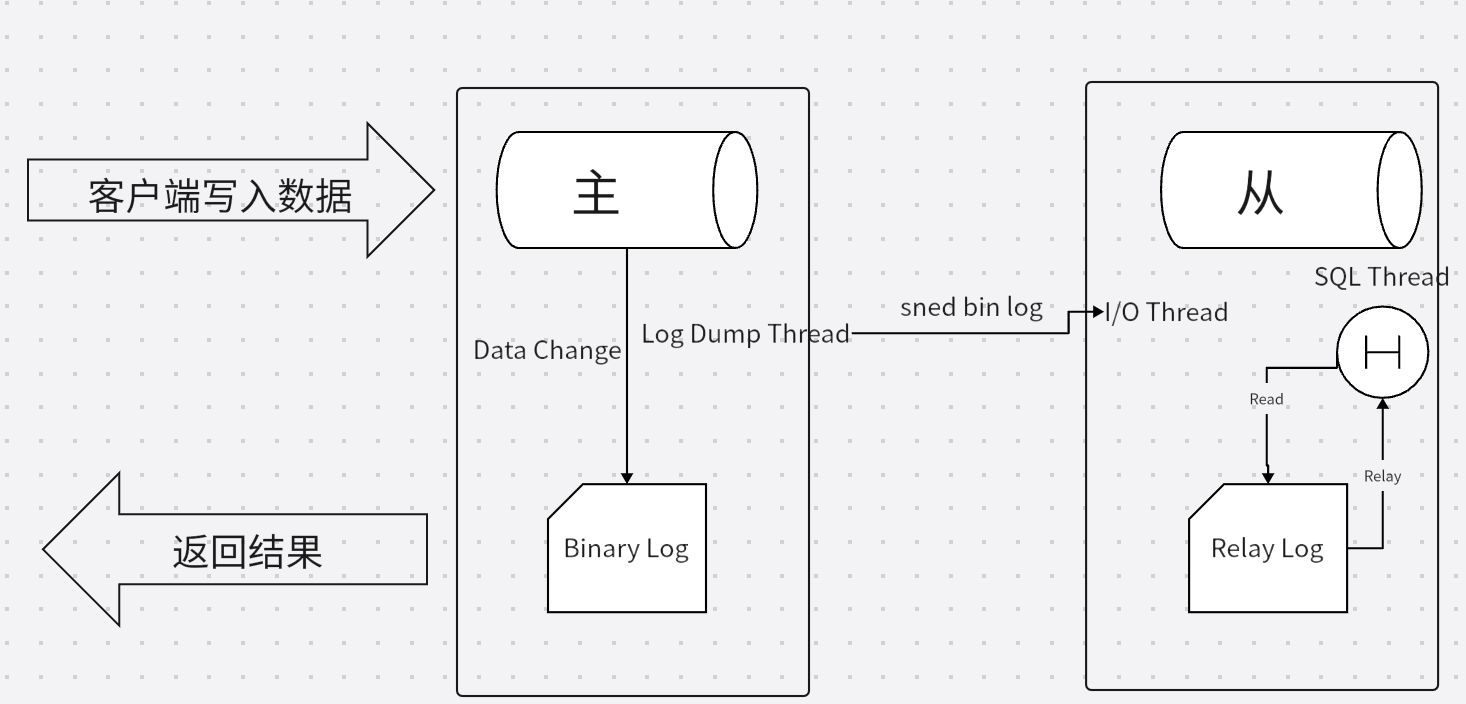 客户端写入数据
主
从
SQL Thread
sned bin log
I/O Thread
Log Dump Thread
Data Change
Read
Relay
Binary Log
Relay Log
返回结果